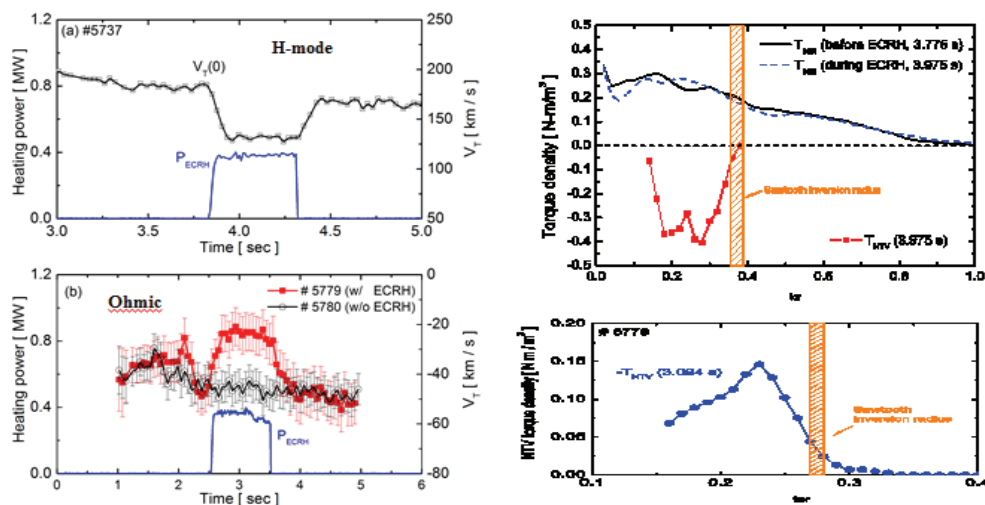 (a) #5737
H-mode
V_T(0)
P_ECRH
Heating power [ MW ]
V_T [ km / s ]
1.2
0.8
0.4
0.0
250
200
150
100
50
3.0 3.5 4.0 4.5 5.0
Time [ sec ]
T_NBI (before ECRH, 3.775 s)
T_NBI (during ECRH, 3.975 s)
Torque density [ N-m/m³ ]
0.5
0.4
0.3
0.2
0.1
0.0
-0.1
-0.2
-0.3
-0.4
-0.5
Sawtooth inversion radius
T_NTV (3.975 s)
0.0 0.2 0.4 0.6 0.8 1.0
(b)
Ohmic
# 5779 (w/ ECRH)
# 5780 (w/o ECRH)
P_ECRH
Heating power [ MW ]
V_T [ km / s ]
1.2
0.8
0.4
0.0
0
-20
-40
-60
-80
0 1 2 3 4 5 6
Time [ sec ]
# 5779
-T_NTV (3.094 s)
Sawtooth
inversion radius
NTV torque density [ N m/m³ ]
0.20
0.15
0.10
0.05
0.00
0.1 0.2 0.3 0.4